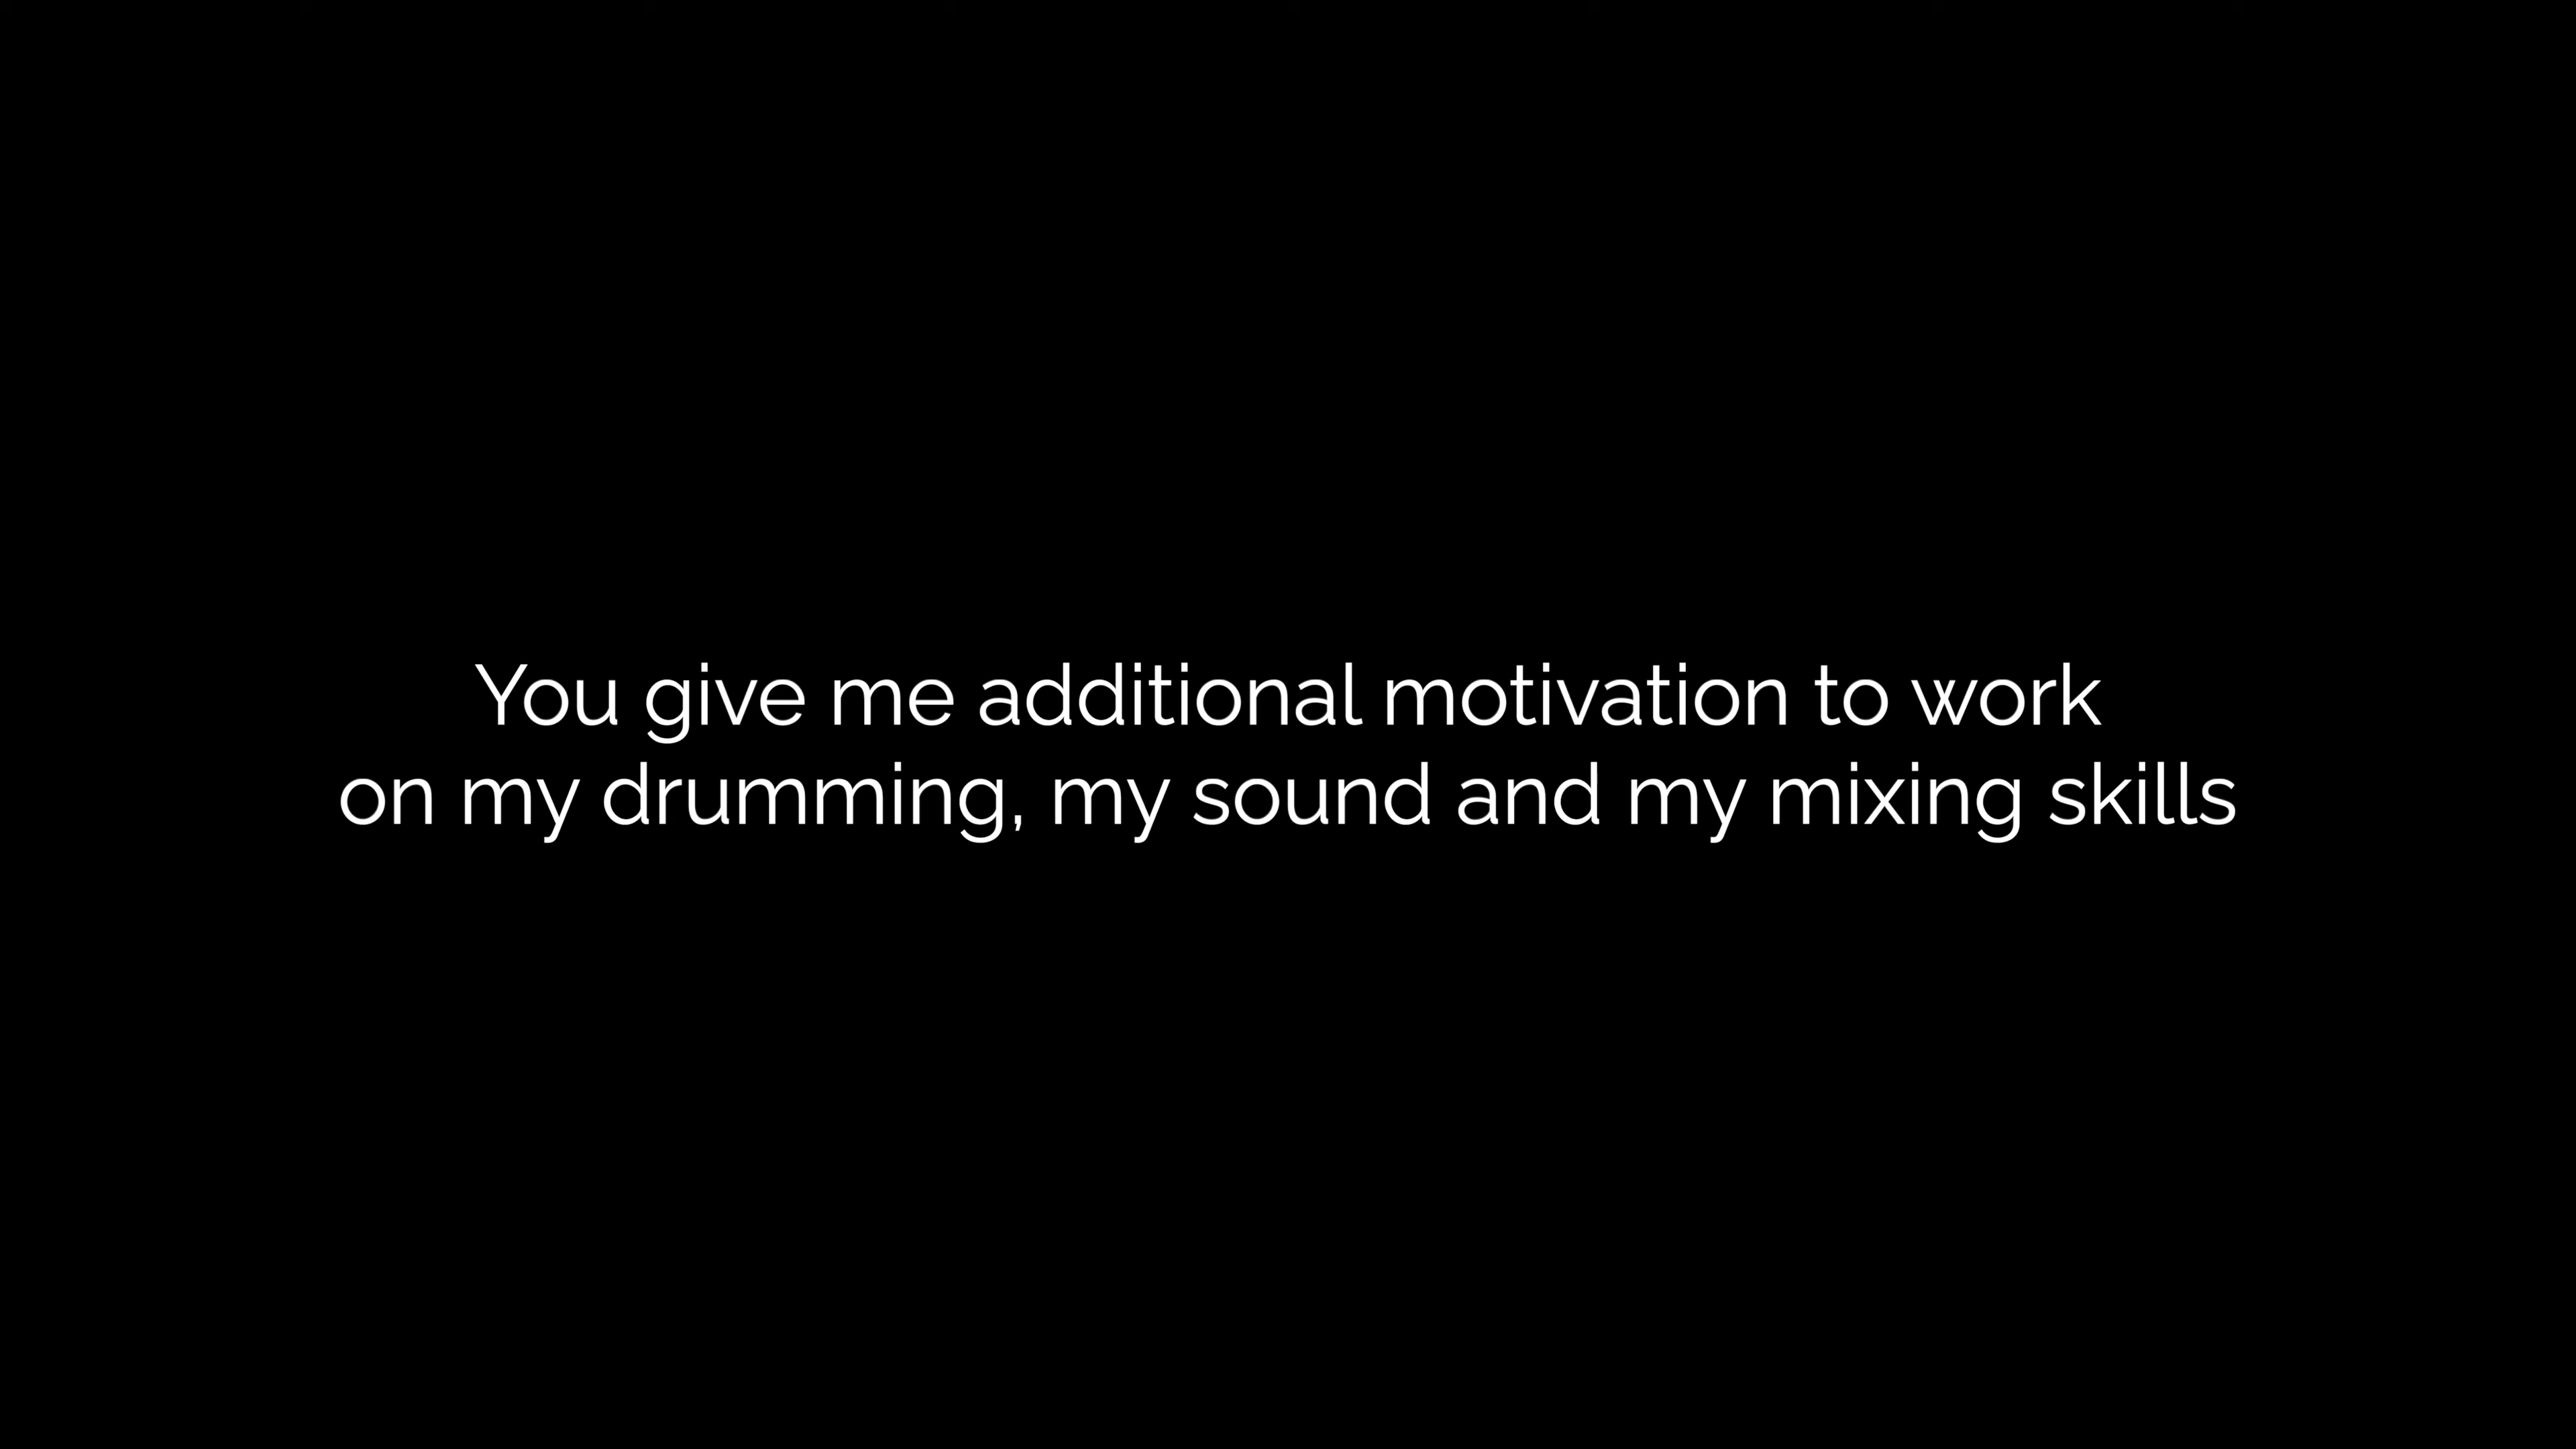 You give me additional motivation to work
on my drumming, my sound and my mixing skills